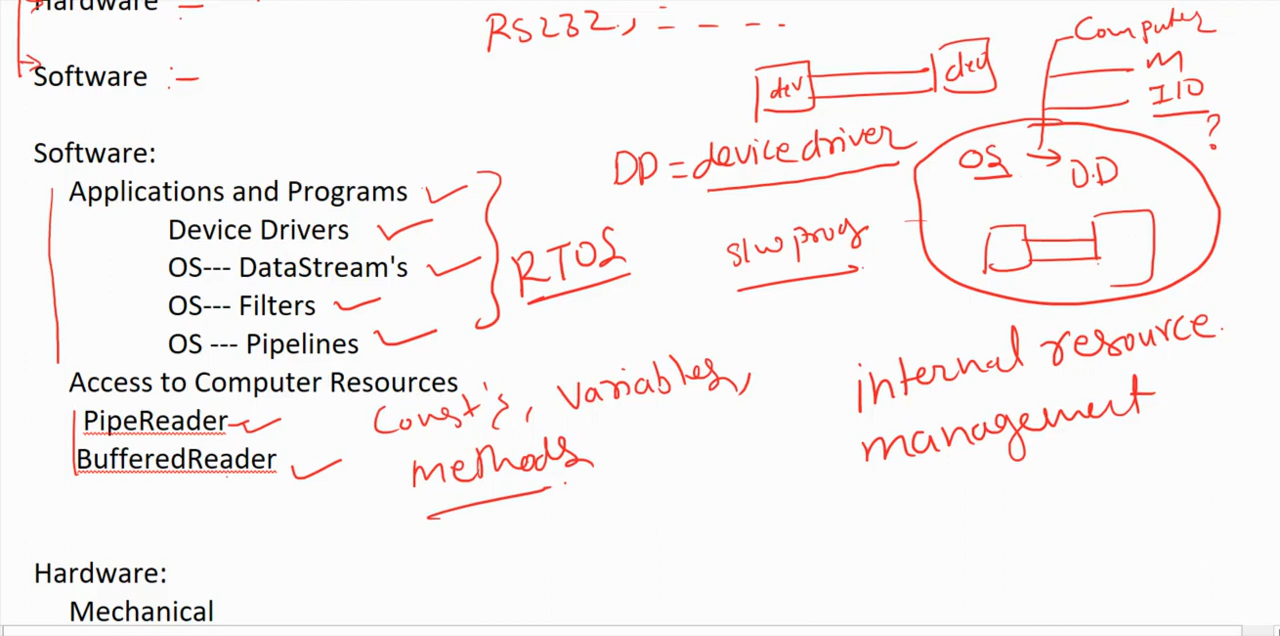 Hardware :-
RS232, : - - - - .
Software :-
Computer
M
I/O
?
dev
dev
Software:
DD = device driver
OS → D.D
Applications and Programs
Device Drivers
OS--- DataStream's
OS--- Filters
OS --- Pipelines
RTOS
s/w prog
Access to Computer Resources
PipeReader
BufferedReader
Const's, variables,
methods
internal resource.
management
Hardware:
Mechanical